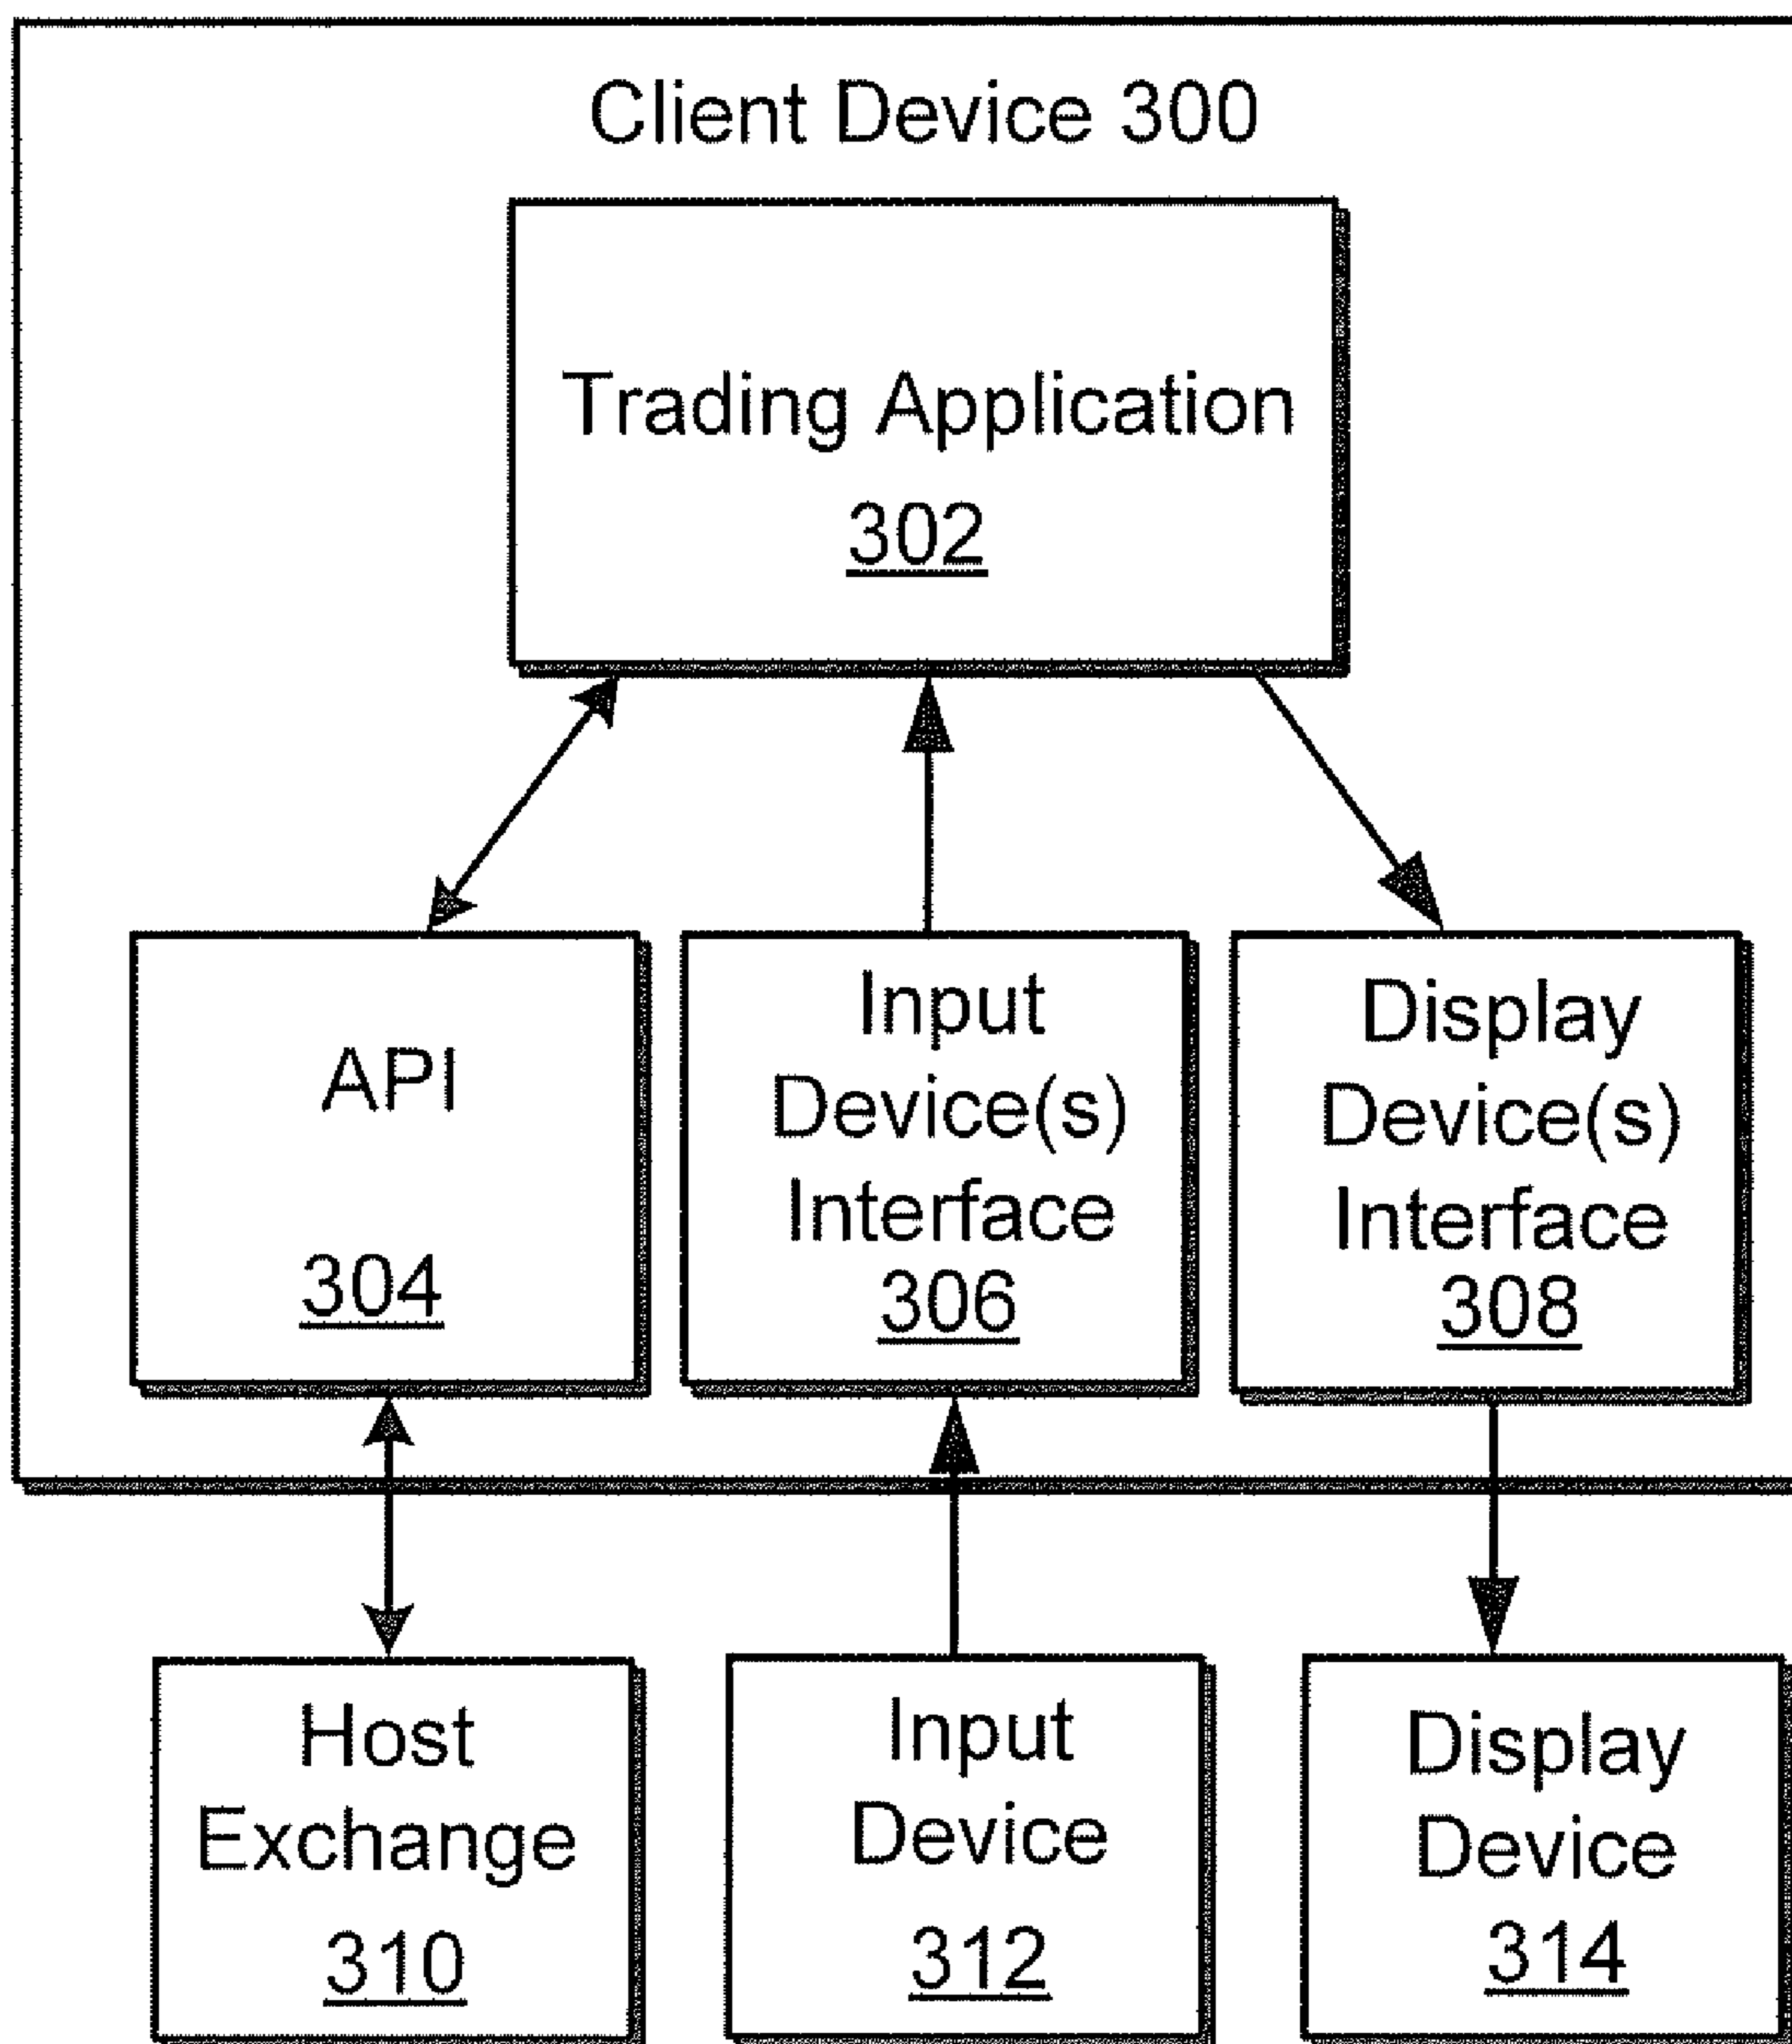 Client Device 300
Trading Application
302
API
304
Input
Device(s)
Interface
306
Display
Device(s)
Interface
308
Host
Exchange
310
Input
Device
312
Display
Device
314